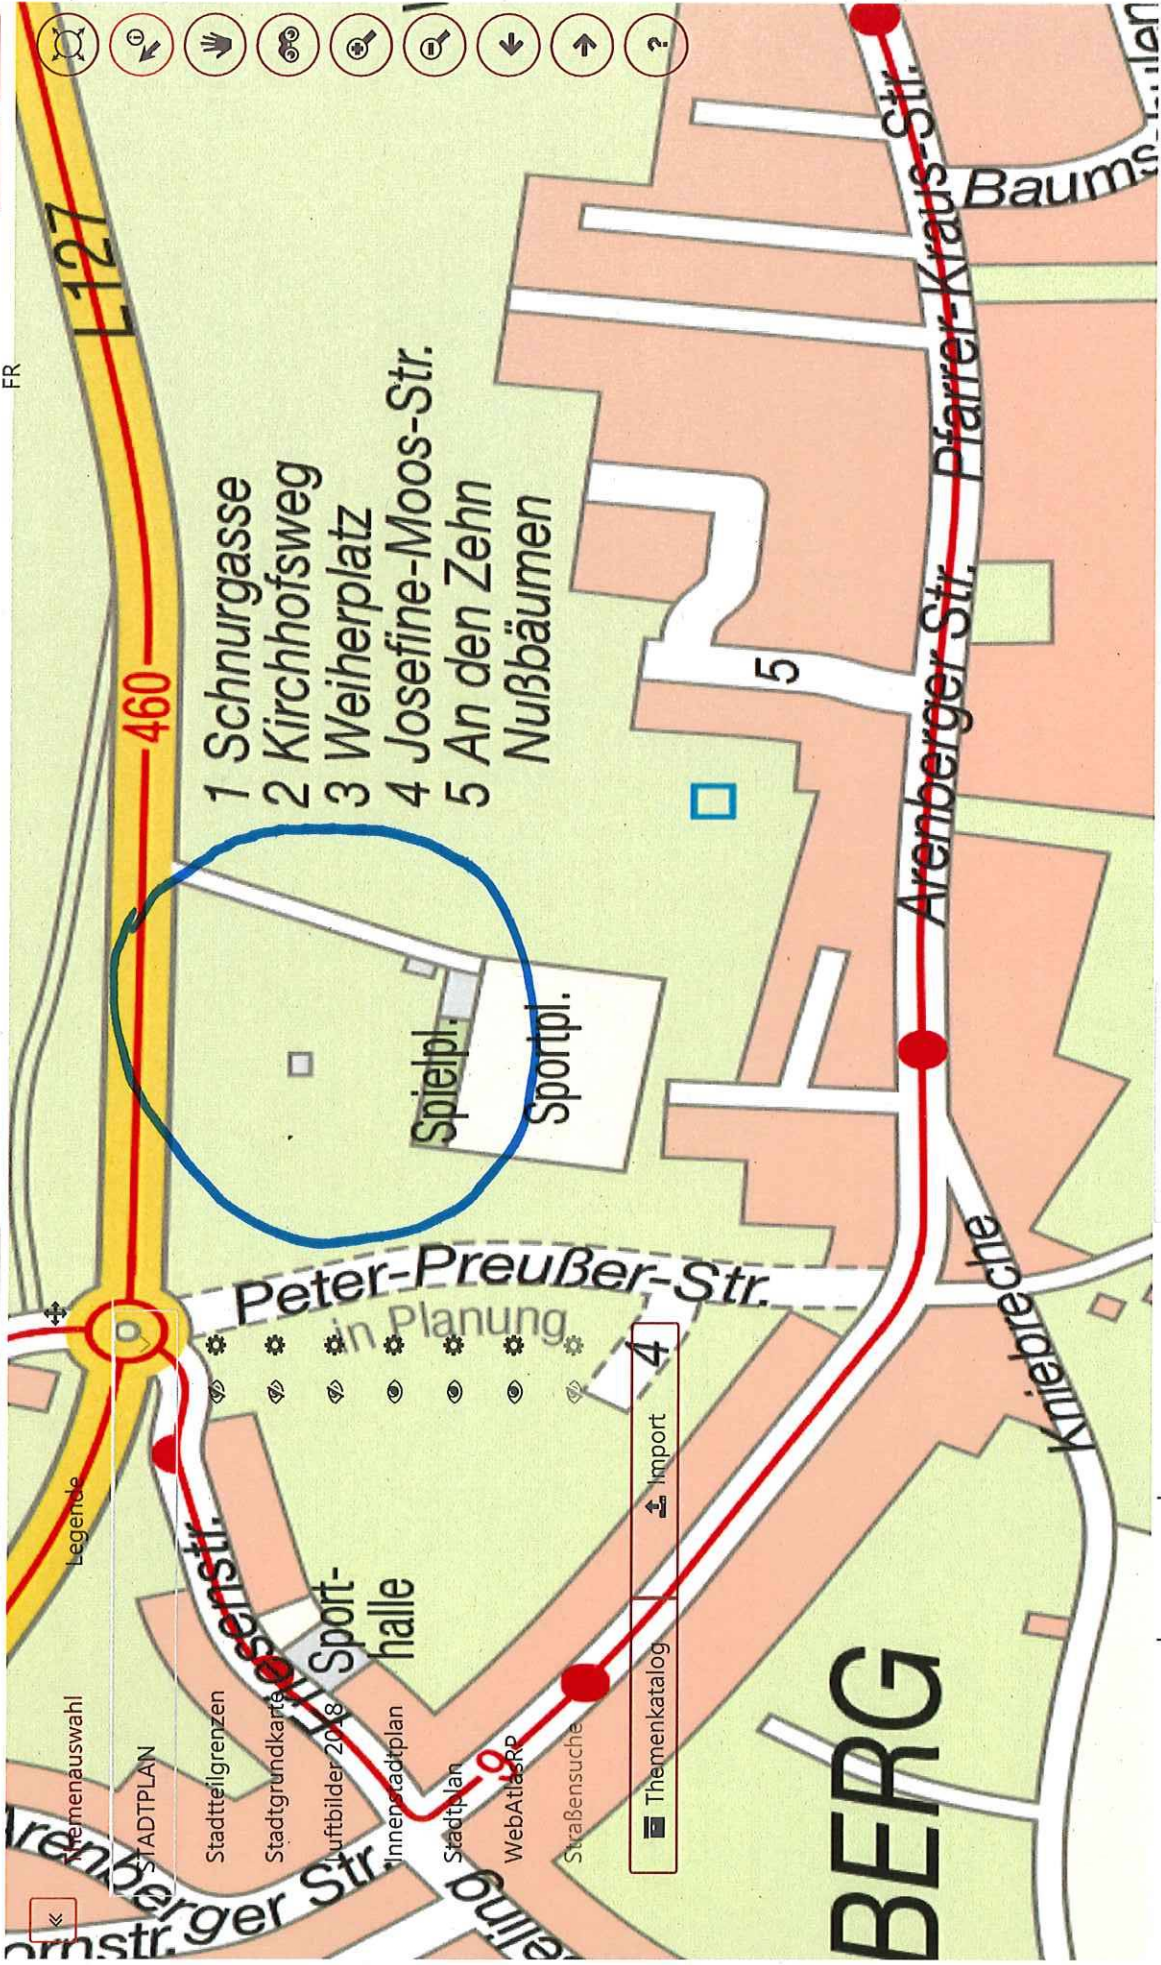 FR
L127
460
1 Schnurgasse
2 Kirchhofsweg
3 Weiherplatz
4 Josefine-Moos-Str.
5 An den Zehn
Nußbäumen
Spielpl.
Sportpl.
5
Peter-Preußer-Str.
in Planung
4
Arenberger Str.
Pfarrer-Kraus-Str.
Baums
Kniebreche
Sport-
halle
9
Arenberger Str.
ornstr.
BERG
«
Themenauswahl
Legende
STADTPLAN
Stadtteilgrenzen
Stadtgrundkarte
Luftbilder 2018
Innenstadtplan
Stadtplan
WebAtlasRP
Straßensuche
Themenkatalog
Import
?